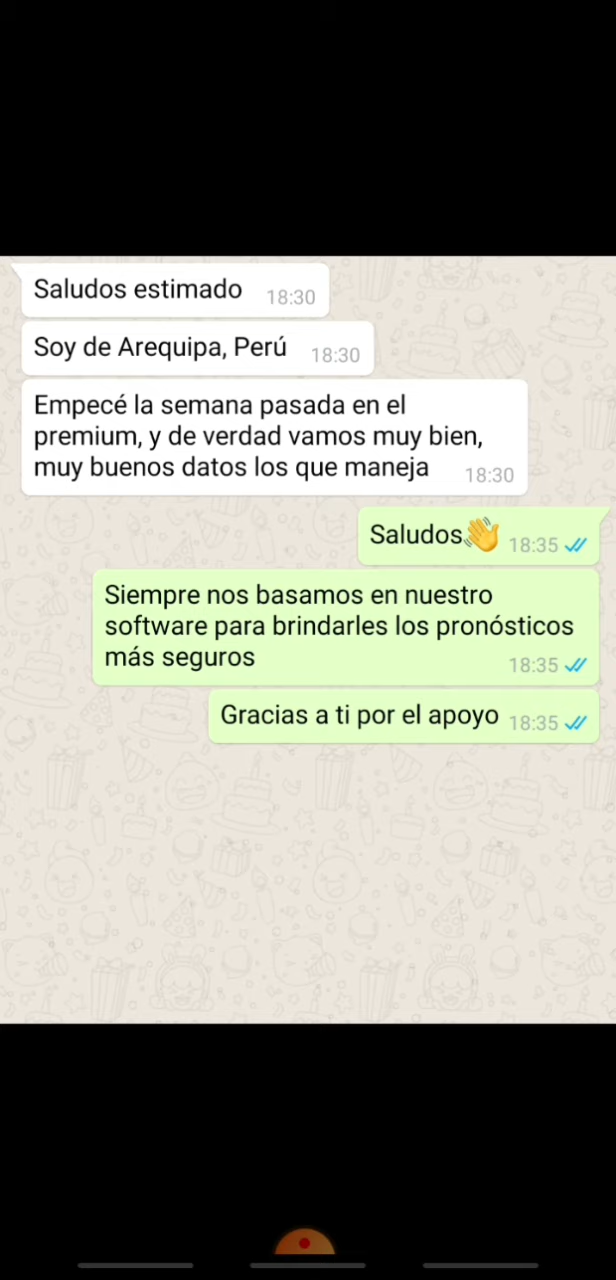 Saludos estimado 18:30
Soy de Arequipa, Perú 18:30
Empecé la semana pasada en el
premium, y de verdad vamos muy bien,
muy buenos datos los que maneja 18:30
Saludos👋 18:35
Siempre nos basamos en nuestro
software para brindarles los pronósticos
más seguros 18:35
Gracias a ti por el apoyo 18:35